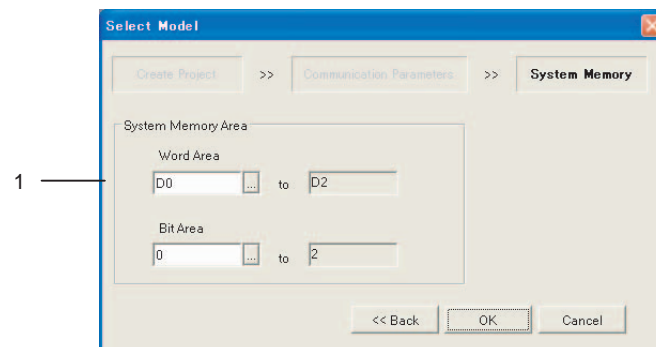 Select Model
Create Project >> Communication Parameters >> System Memory
System Memory Area
Word Area
D0 ... to D2
1
Bit Area
0 ... to 2
<< Back OK Cancel